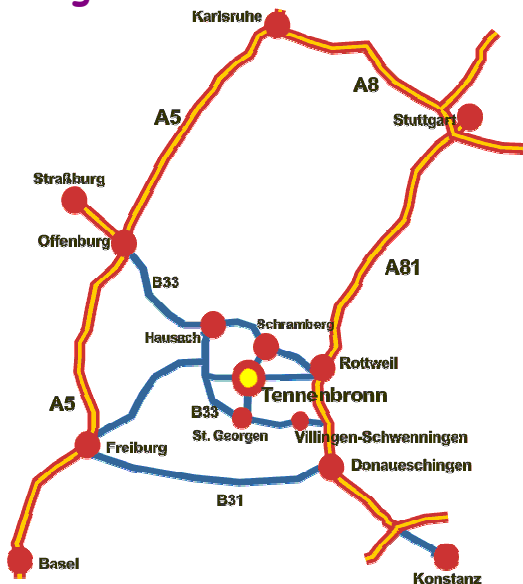 Karlsruhe
A8
A5
Stuttgart
Straßburg
Offenburg
A81
B33
Hausach
Schramberg
Rottweil
Tennenbronn
A5
B33
St. Georgen
Villingen-Schwenningen
Freiburg
Donaueschingen
B31
Basel
Konstanz